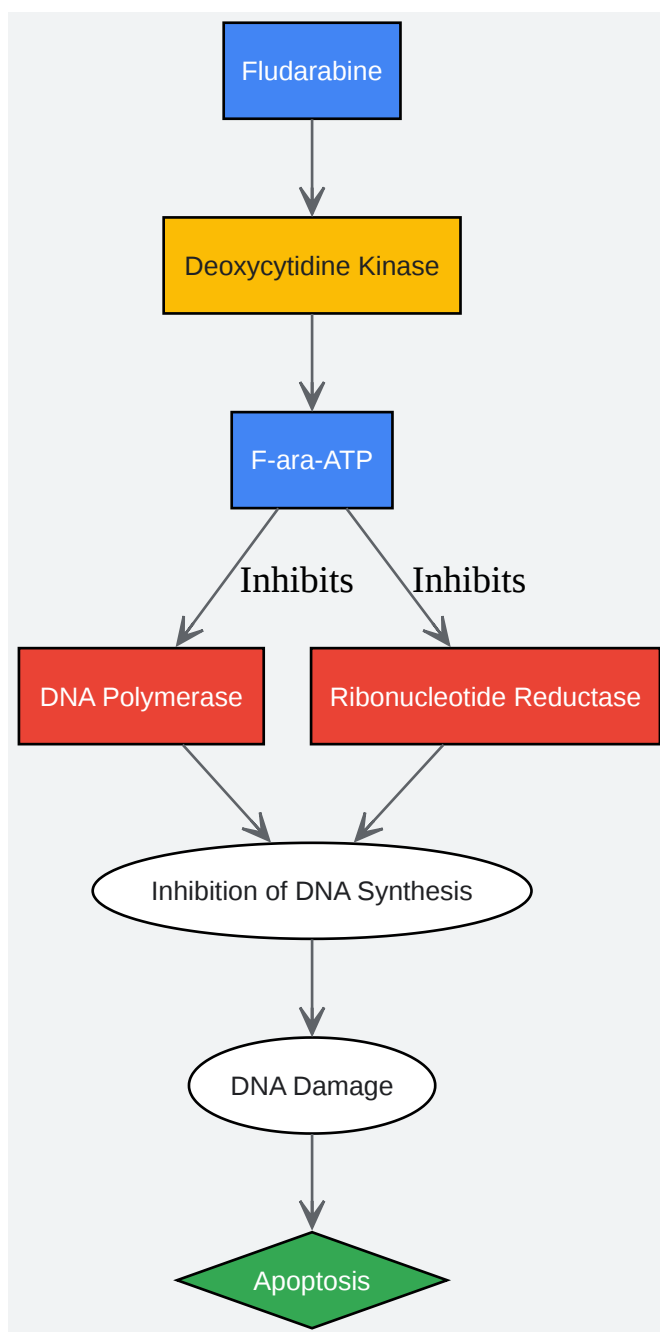 Fludarabine
Deoxycytidine Kinase
F-ara-ATP
Inhibits
Inhibits
DNA Polymerase
Ribonucleotide Reductase
Inhibition of DNA Synthesis
DNA Damage
Apoptosis